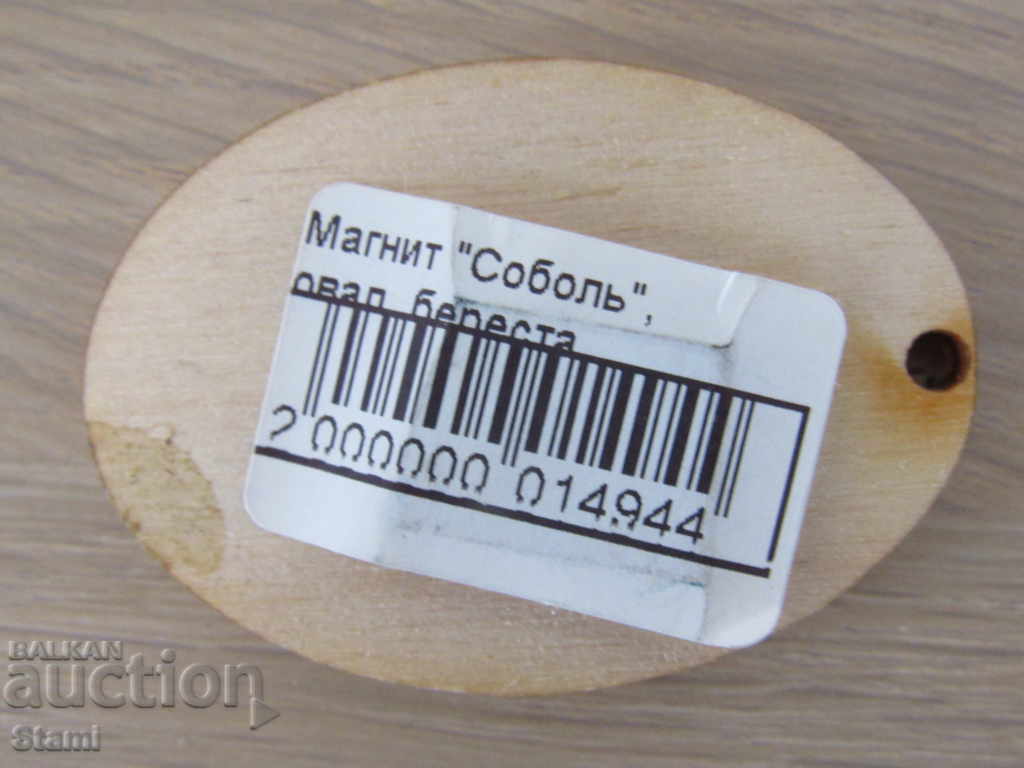 Магнит "Соболь",
овал, береста
2 000000 014944
BALKAN
auction
Stami